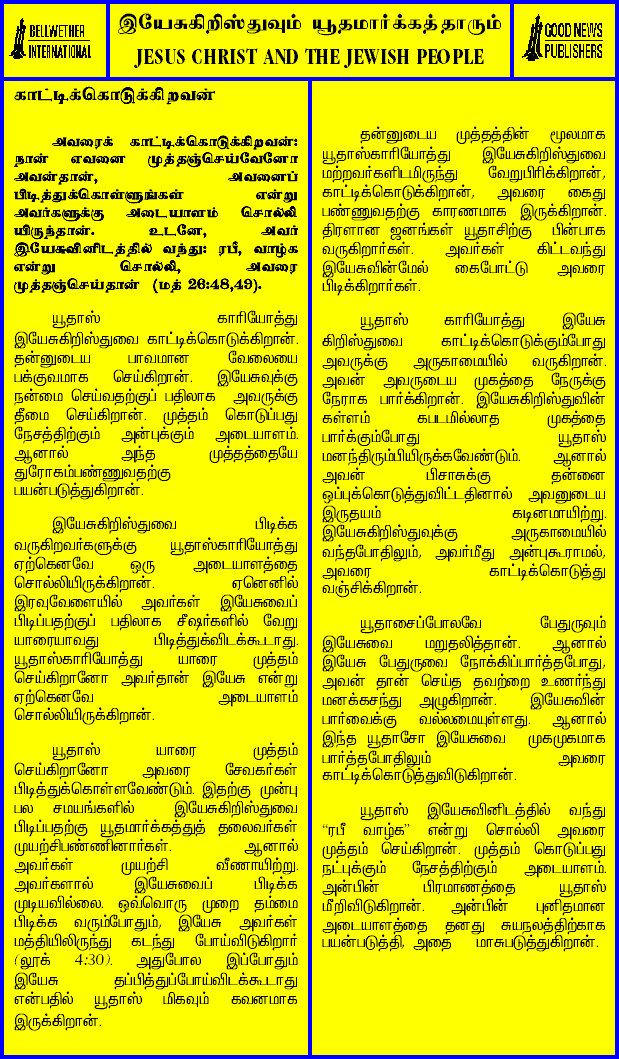 BELLWETHER
INTERNATIONAL
இயேசுகிறிஸ்துவும் யூதமார்க்கத்தாரும்
JESUS CHRIST AND THE JEWISH PEOPLE
GOOD NEWS
PUBLISHERS
காட்டிக்கொடுக்கிறவன்
அவரைக் காட்டிக்கொடுக்கிறவன்:
நான் எவனை முத்தஞ்செய்வேனோ
அவன்தான், அவனைப்
பிடித்துக்கொள்ளுங்கள் என்று
அவர்களுக்கு அடையாளம் சொல்லி
யிருந்தான். உடனே, அவர்
இயேசுவினிடத்தில் வந்து: ரபீ, வாழ்க
என்று சொல்லி, அவரை
முத்தஞ்செய்தான் (மத் 26:48,49).
யூதாஸ் காரியோத்து
இயேசுகிறிஸ்துவை காட்டிக்கொடுக்கிறான்.
தன்னுடைய பாவமான வேலையை
பக்குவமாக செய்கிறான். இயேசுவுக்கு
நன்மை செய்வதற்குப் பதிலாக அவருக்கு
தீமை செய்கிறான். முத்தம் கொடுப்பது
நேசத்திற்கும் அன்புக்கும் அடையாளம்.
ஆனால் அந்த முத்தத்தையே
துரோகம்பண்ணுவதற்கு
பயன்படுத்துகிறான்.
இயேசுகிறிஸ்துவை பிடிக்க
வருகிறவர்களுக்கு யூதாஸ்காரியோத்து
ஏற்கெனவே ஒரு அடையாளத்தை
சொல்லியிருக்கிறான். ஏனெனில்
இரவுவேளையில் அவர்கள் இயேசுவைப்
பிடிப்பதற்குப் பதிலாக சீஷர்களில் வேறு
யாரையாவது பிடித்துக்விடக்கூடாது.
யூதாஸ்காரியோத்து யாரை முத்தம்
செய்கிறானோ அவர்தான் இயேசு என்று
ஏற்கெனவே அடையாளம்
சொல்லியிருக்கிறான்.
யூதாஸ் யாரை முத்தம்
செய்கிறானோ அவரை சேவகர்கள்
பிடித்துக்கொள்ளவேண்டும். இதற்கு முன்பு
பல சமயங்களில் இயேசுகிறிஸ்துவை
பிடிப்பதற்கு யூதமார்க்கத்துத் தலைவர்கள்
முயற்சிபண்ணினார்கள். ஆனால்
அவர்கள் முயற்சி வீணாயிற்று.
அவர்களால் இயேசுவைப் பிடிக்க
முடியவில்லை. ஒவ்வொரு முறை தம்மை
பிடிக்க வரும்போதும், இயேசு அவர்கள்
மத்தியிலிருந்து கடந்து போய்விடுகிறார்
(லூக் 4:30). அதுபோல இப்போதும்
இயேசு தப்பித்துப்போய்விடக்கூடாது
என்பதில் யூதாஸ் மிகவும் கவனமாக
இருக்கிறான்.
தன்னுடைய முத்தத்தின் மூலமாக
யூதாஸ்காரியோத்து இயேசுகிறிஸ்துவை
மற்றவர்களிடமிருந்து வேறுபிரிக்கிறான்,
காட்டிக்கொடுக்கிறான், அவரை கைது
பண்ணுவதற்கு காரணமாக இருக்கிறான்.
திரளான ஜனங்கள் யூதாசிற்கு பின்பாக
வருகிறார்கள். அவர்கள் கிட்டவந்து
இயேசுவின்மேல் கைபோட்டு அவரை
பிடிக்கிறார்கள்.
யூதாஸ் காரியோத்து இயேசு
கிறிஸ்துவை காட்டிக்கொடுக்கும்போது
அவருக்கு அருகாமையில் வருகிறான்.
அவன் அவருடைய முகத்தை நேருக்கு
நேராக பார்க்கிறான். இயேசுகிறிஸ்துவின்
கள்ளம் கபடமில்லாத முகத்தை
பார்க்கும்போது யூதாஸ்
மனந்திரும்பியிருக்கவேண்டும். ஆனால்
அவன் பிசாசுக்கு தன்னை
ஒப்புக்கொடுத்துவிட்டதினால் அவனுடைய
இருதயம் கடினமாயிற்று.
இயேசுகிறிஸ்துவுக்கு அருகாமையில்
வந்தபோதிலும், அவர்மீது அன்புகூராமல்,
அவரை காட்டிக்கொடுத்து
வஞ்சிக்கிறான்.
யூதாசைப்போலவே பேதுருவும்
இயேசுவை மறுதலித்தான். ஆனால்
இயேசு பேதுருவை நோக்கிப்பார்த்தபோது,
அவன் தான் செய்த தவற்றை உணர்ந்து
மனக்கசந்து அழுகிறான். இயேசுவின்
பார்வைக்கு வல்லமையுள்ளது. ஆனால்
இந்த யூதாசோ இயேசுவை முகமுகமாக
பார்த்தபோதிலும் அவரை
காட்டிக்கொடுத்துவிடுகிறான்.
யூதாஸ் இயேசுவினிடத்தில் வந்து
“ரபீ வாழ்க” என்று சொல்லி அவரை
முத்தம் செய்கிறான். முத்தம் கொடுப்பது
நட்புக்கும் நேசத்திற்கும் அடையாளம்.
அன்பின் பிரமாணத்தை யூதாஸ்
மீறிவிடுகிறான். அன்பின் புனிதமான
அடையாளத்தை தனது சுயநலத்திற்காக
பயன்படுத்தி, அதை மாசுபடுத்துகிறான்.